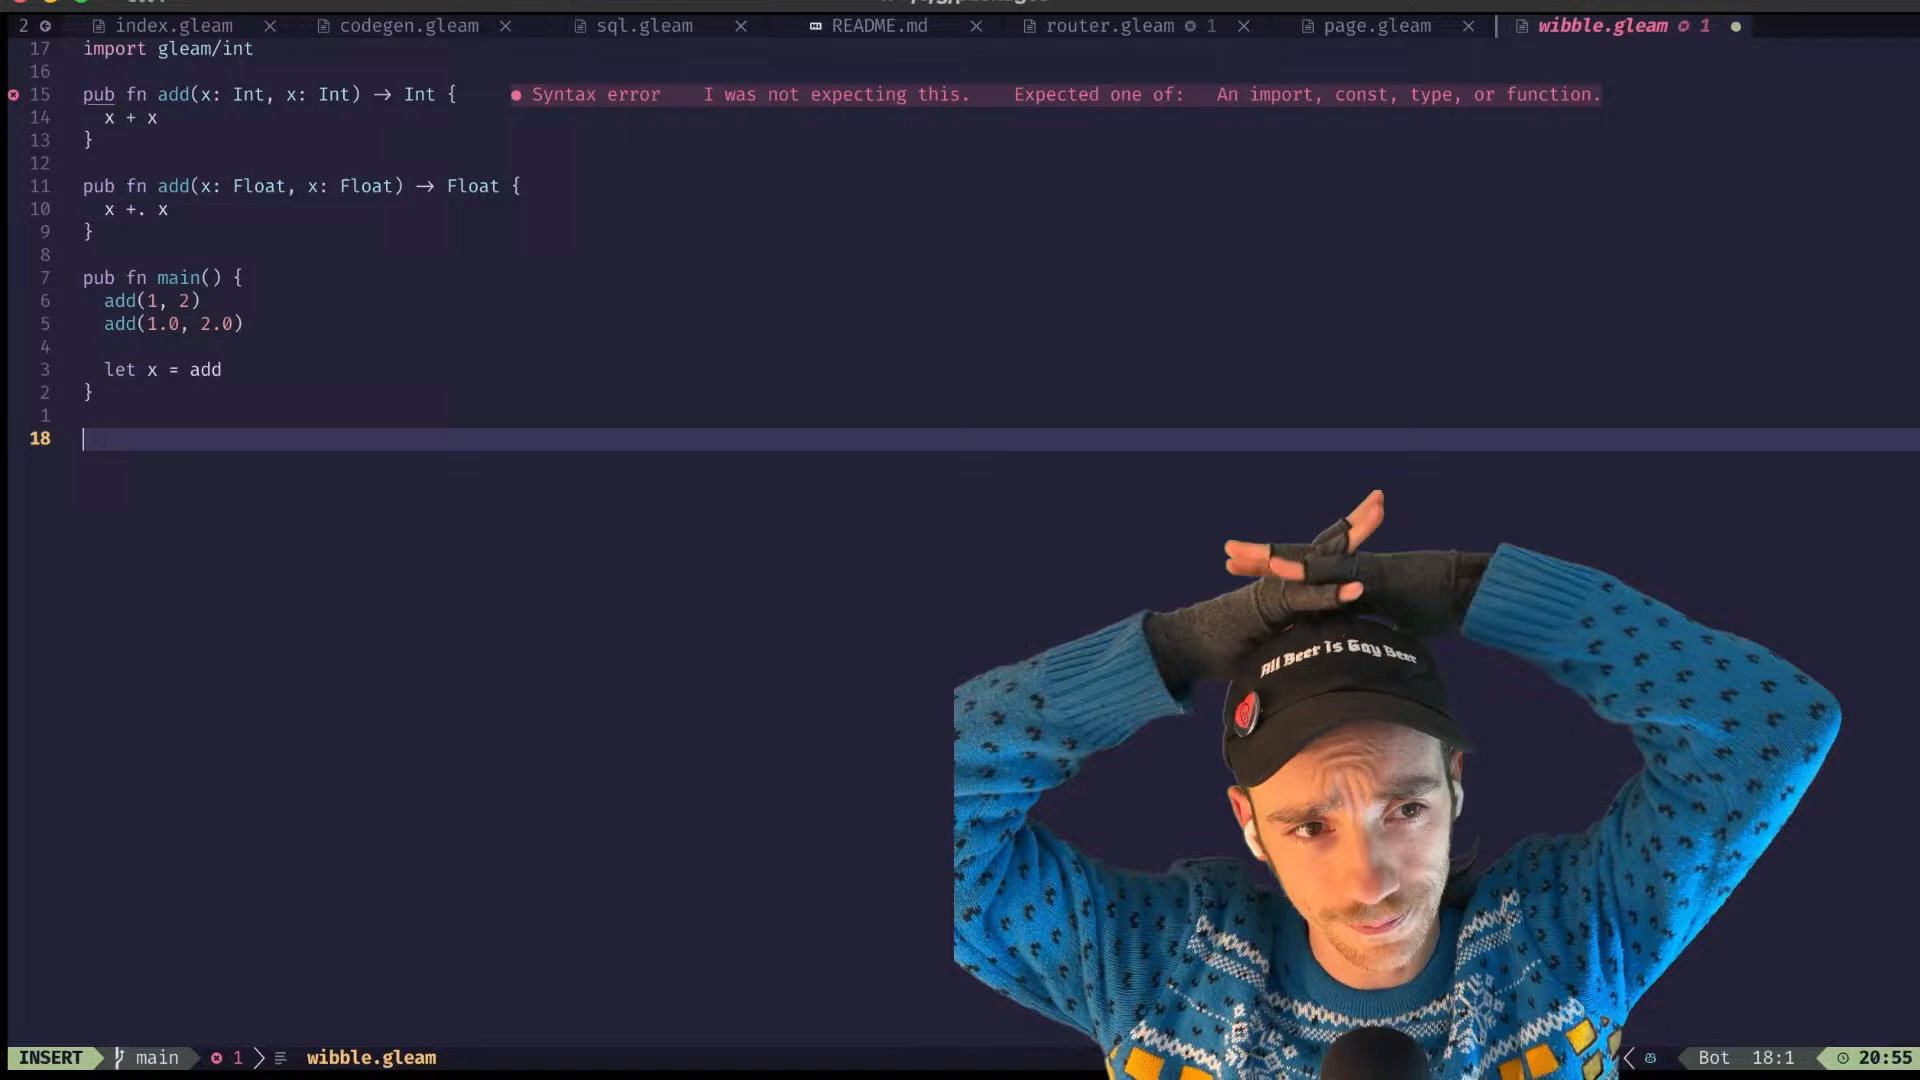 2 index.gleam codegen.gleam sql.gleam README.md router.gleam 1 page.gleam wibble.gleam 1
17 import gleam/int
16
15 pub fn add(x: Int, x: Int) → Int { ● Syntax error I was not expecting this. Expected one of: An import, const, type, or function.
14 x + x
13 }
12
11 pub fn add(x: Float, x: Float) → Float {
10 x +. x
9 }
8
7 pub fn main() {
6 add(1, 2)
5 add(1.0, 2.0)
4
3 let x = add
2 }
1
18
All Beer Is Gay Beer
INSERT main 1 wibble.gleam Bot 18:1 20:55